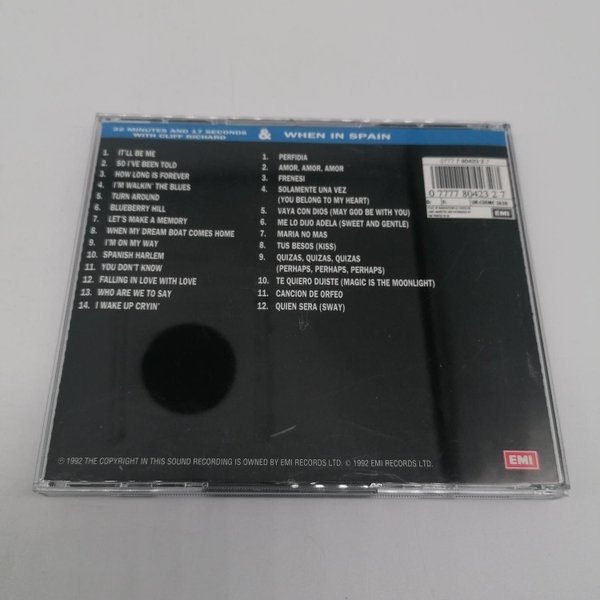 32 MINUTES AND 17 SECONDS
WITH CLIFF RICHARD
& WHEN IN SPAIN
1. IT'LL BE ME
2. SO I'VE BEEN TOLD
3. HOW LONG IS FOREVER
4. I'M WALKIN' THE BLUES
5. TURN AROUND
6. BLUEBERRY HILL
7. LET'S MAKE A MEMORY
8. WHEN MY DREAM BOAT COMES HOME
9. I'M ON MY WAY
10. SPANISH HARLEM
11. YOU DON'T KNOW
12. FALLING IN LOVE WITH LOVE
13. WHO ARE WE TO SAY
14. I WAKE UP CRYIN'
1. PERFIDIA
2. AMOR, AMOR, AMOR
3. FRENESI
4. SOLAMENTE UNA VEZ
(YOU BELONG TO MY HEART)
5. VAYA CON DIOS (MAY GOD BE WITH YOU)
6. ME LO DIJO ADELA (SWEET AND GENTLE)
7. MARIA NO MAS
8. TUS BESOS (KISS)
9. QUIZAS, QUIZAS, QUIZAS
(PERHAPS, PERHAPS, PERHAPS)
10. TE QUIERO DIJISTE (MAGIC IS THE MOONLIGHT)
11. CANCION DE ORFEO
12. QUIEN SERA (SWAY)
0777 7 80423 2 7
0 7777 80423 2 7
EMI
℗ 1992 THE COPYRIGHT IN THIS SOUND RECORDING IS OWNED BY EMI RECORDS LTD. © 1992 EMI RECORDS LTD.
EMI